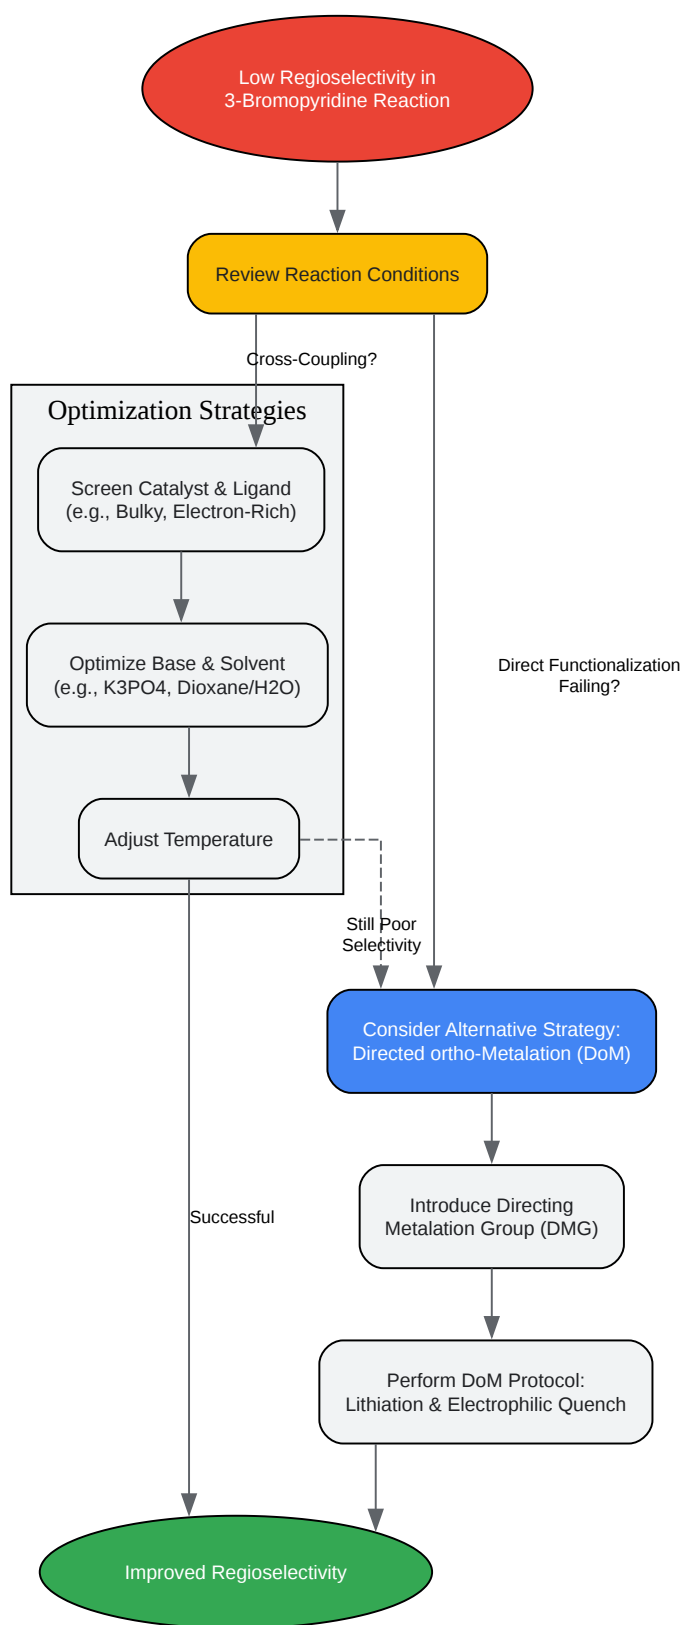 Low Regioselectivity in
3-Bromopyridine Reaction
Review Reaction Conditions
Cross-Coupling?
Optimization Strategies
Screen Catalyst & Ligand
(e.g., Bulky, Electron-Rich)
Optimize Base & Solvent
(e.g., K3PO4, Dioxane/H2O)
Direct Functionalization
Failing?
Adjust Temperature
Still Poor
Selectivity
Consider Alternative Strategy:
Directed ortho-Metalation (DoM)
Introduce Directing
Metalation Group (DMG)
Successful
Perform DoM Protocol:
Lithiation & Electrophilic Quench
Improved Regioselectivity